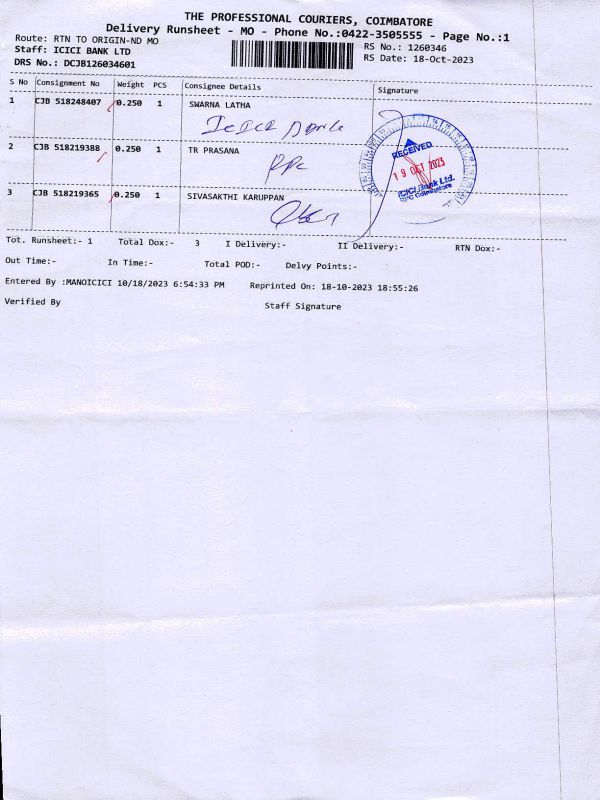 THE PROFESSIONAL COURIERS, COIMBATORE
Delivery Runsheet - MO - Phone No.:0422-3505555 - Page No.:1
Route: RTN TO ORIGIN-ND MO
RS No.: 1260346
Staff: ICICI BANK LTD
RS Date: 18-Oct-2023
DRS No.: DCJB126034601
S No Consignment No Weight PCS Consignee Details Signature
1 CJB 518248407 0.250 1 SWARNA LATHA
ICICI Bank
2 CJB 518219388 0.250 1 TR PRASANA
RPC
RECEIVED
19 OCT 2023
ICICI Bank Ltd.
RPC Coimbatore
3 CJB 518219365 0.250 1 SIVASAKTHI KARUPPAN
Tot. Runsheet:- 1 Total Dox:- 3 I Delivery:- II Delivery:- RTN Dox:-
Out Time:- In Time:- Total POD:- Delvy Points:-
Entered By :MANOICICI 10/18/2023 6:54:33 PM Reprinted On: 18-10-2023 18:55:26
Verified By Staff Signature